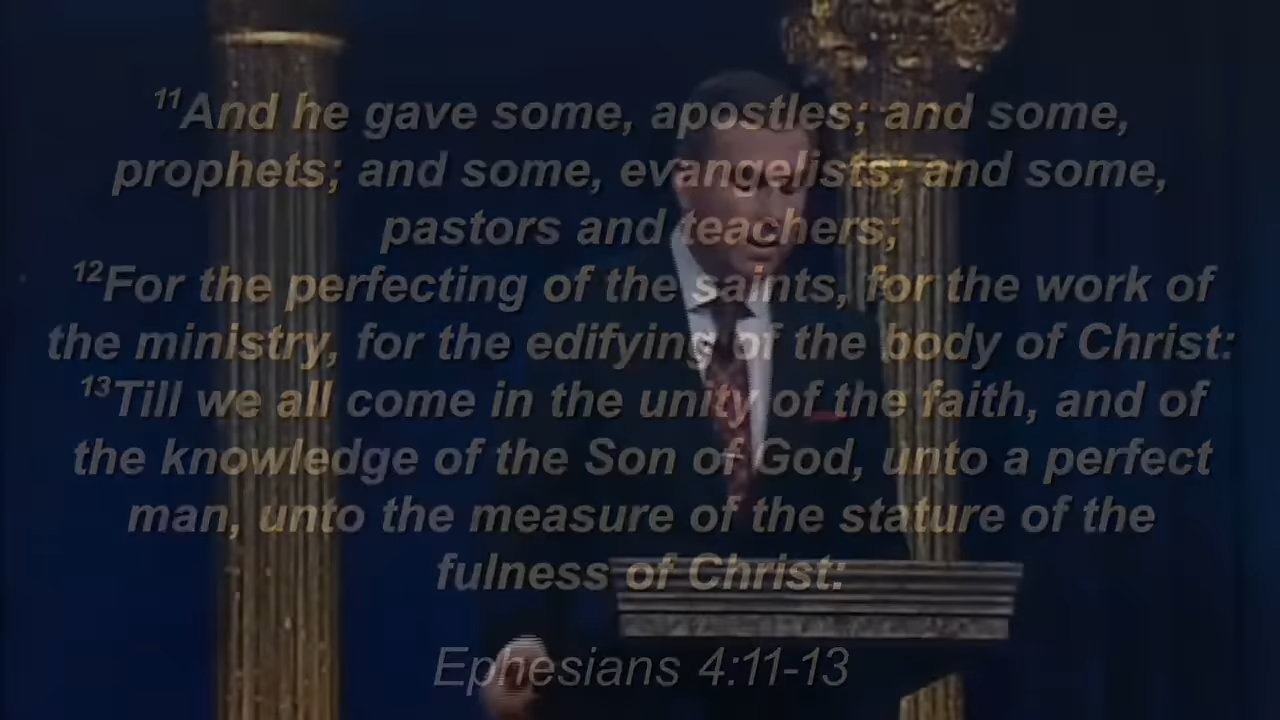 ¹¹And he gave some, apostles; and some,
prophets; and some, evangelists; and some,
pastors and teachers;
¹²For the perfecting of the saints, for the work of
the ministry, for the edifying of the body of Christ:
¹³Till we all come in the unity of the faith, and of
the knowledge of the Son of God, unto a perfect
man, unto the measure of the stature of the
fulness of Christ:
Ephesians 4:11-13